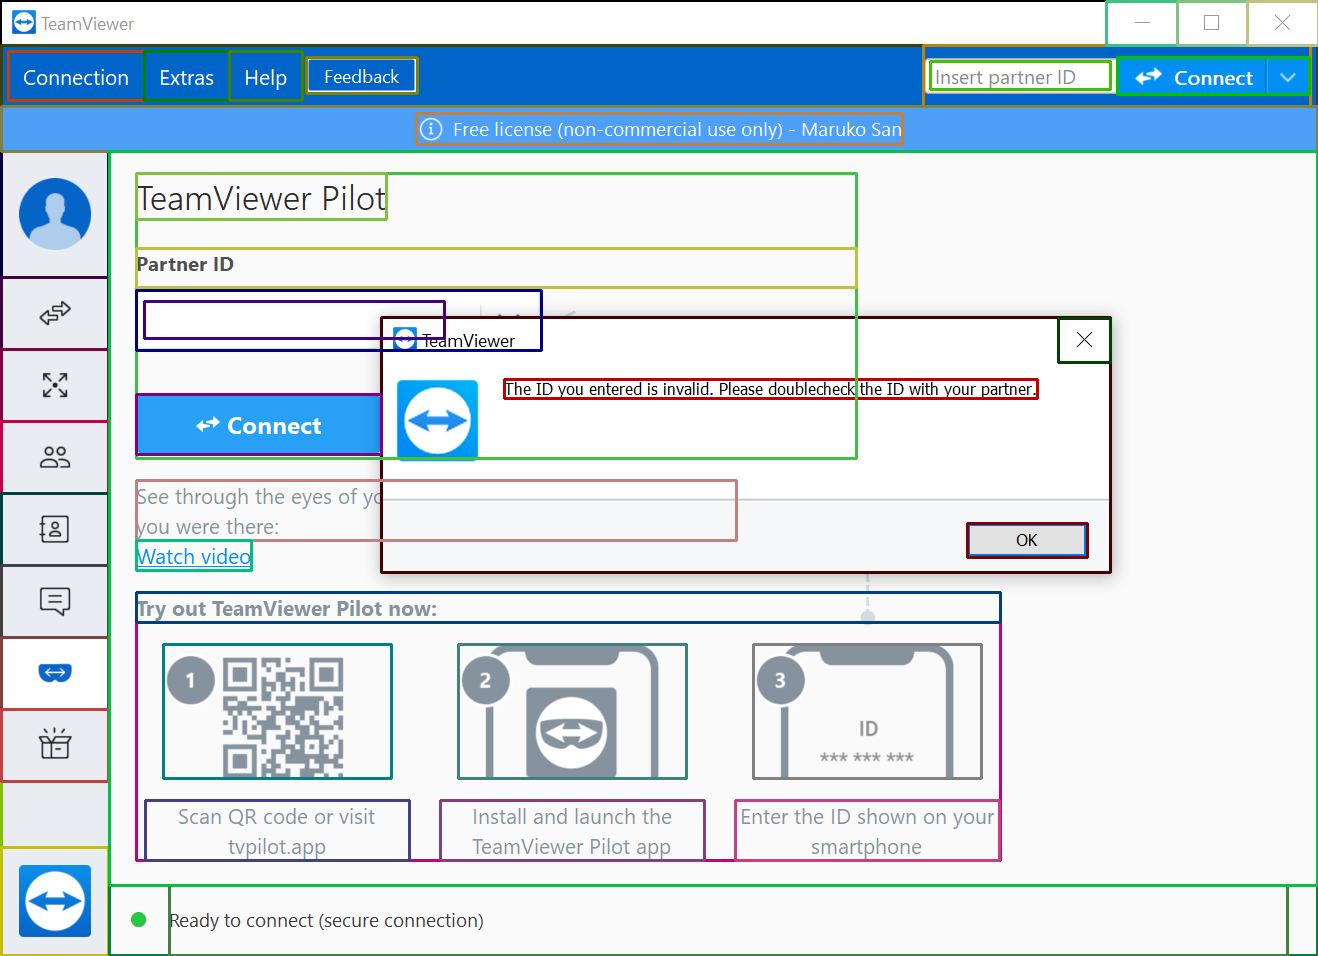 TeamViewer
Connection Extras Help Feedback
Insert partner ID
Connect
Free license (non-commercial use only) - Maruko San
TeamViewer Pilot
Partner ID
TeamViewer
The ID you entered is invalid. Please doublecheck the ID with your partner.
Connect
See through the eyes of yo
you were there:
OK
Watch video
Try out TeamViewer Pilot now:
1
2
3
ID
*** *** ***
Scan QR code or visit
tvpilot.app
Install and launch the
TeamViewer Pilot app
Enter the ID shown on your
smartphone
Ready to connect (secure connection)